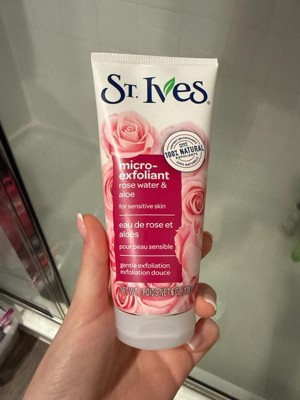 ST. IVES
100% NATURAL
EXFOLIANTS
micro-
exfoliant
rose water &
aloe
for sensitive skin
eau de rose et
aloès
pour peau sensible
gentle exfoliation
exfoliation douce